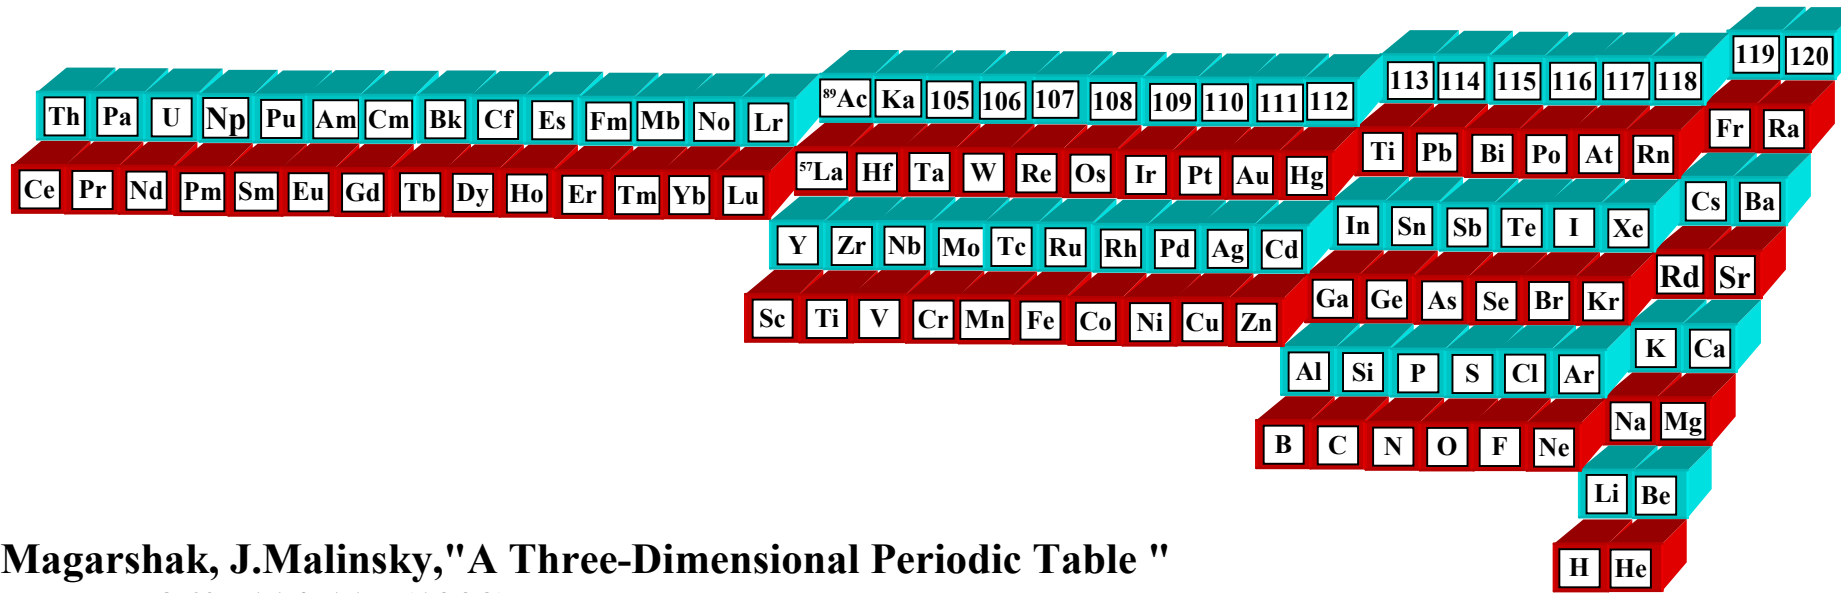 119 120
113 114 115 116 117 118
89Ac Ka 105 106 107 108 109 110 111 112
Th Pa U Np Pu Am Cm Bk Cf Es Fm Mb No Lr
Fr Ra
Ti Pb Bi Po At Rn
57La Hf Ta W Re Os Ir Pt Au Hg
Ce Pr Nd Pm Sm Eu Gd Tb Dy Ho Er Tm Yb Lu
Cs Ba
In Sn Sb Te I Xe
Y Zr Nb Mo Tc Ru Rh Pd Ag Cd
Rd Sr
Ga Ge As Se Br Kr
Sc Ti V Cr Mn Fe Co Ni Cu Zn
K Ca
Al Si P S Cl Ar
Na Mg
B C N O F Ne
Li Be
H He
Magarshak, J.Malinsky,"A Three-Dimensional Periodic Table "